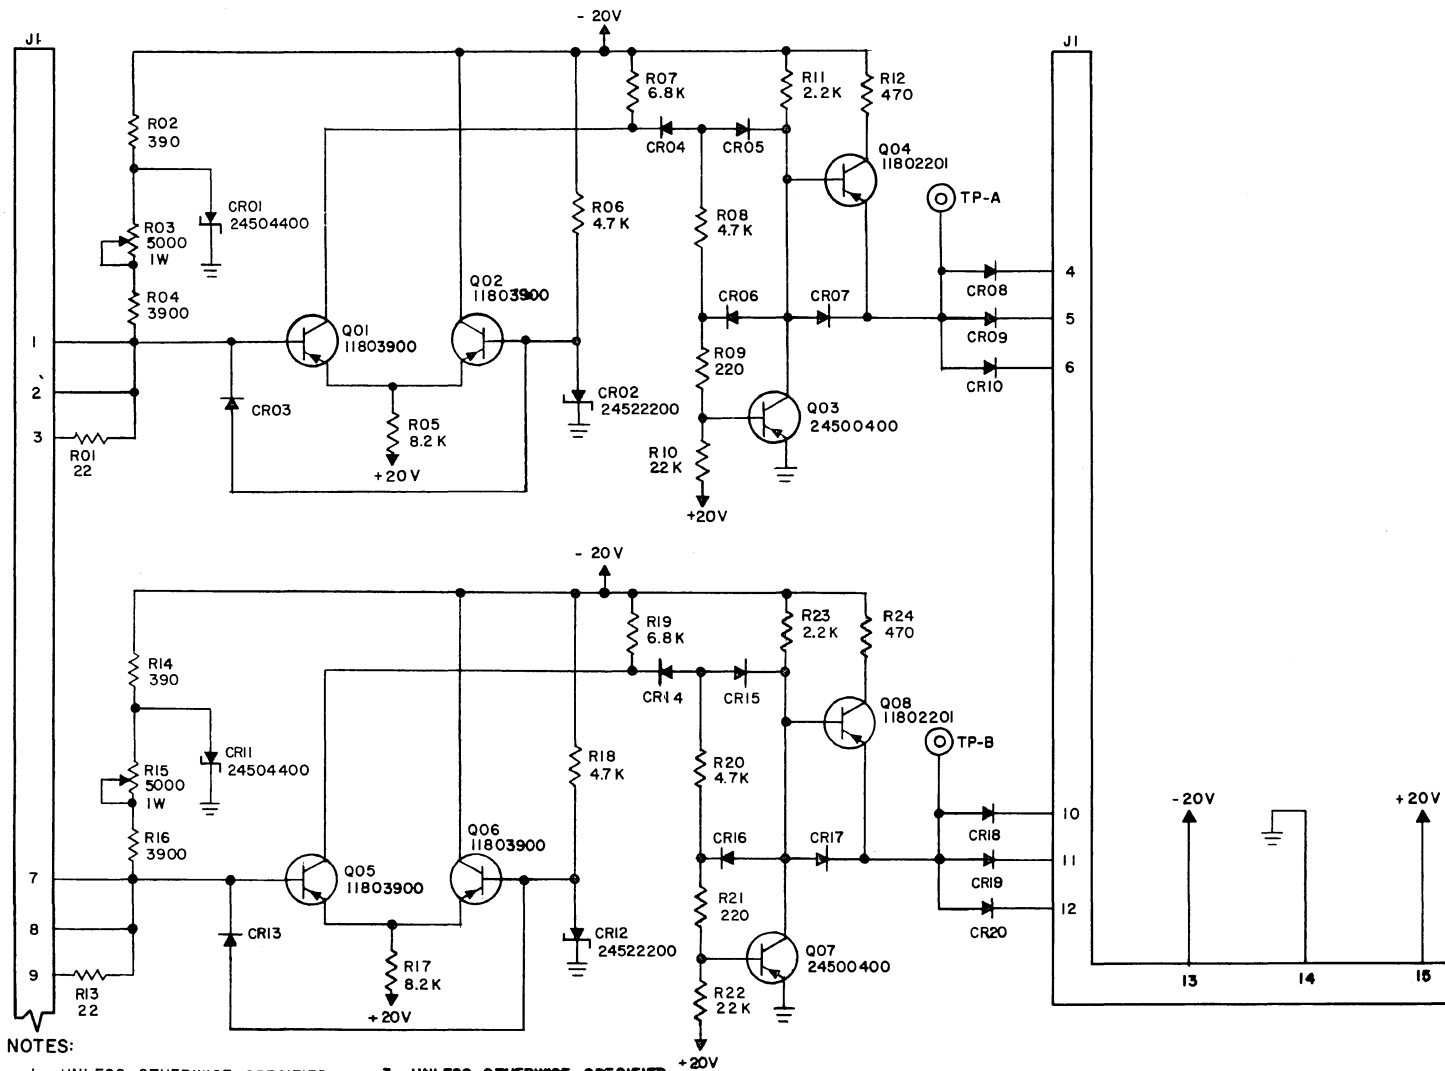 J1
- 20V
J1
R02
390
R07
6.8K
R11
2.2K
R12
470
CR04
CR05
Q04
11802201
CR01
24504400
R03
5000
1W
R06
4.7K
R08
4.7K
TP-A
R04
3900
Q02
11803900
CR06
CR07
CR08
4
CR09
5
CR10
6
1
2
3
Q01
11803900
R09
220
CR03
CR02
24522200
Q03
24500400
R05
8.2K
+20V
R01
22
R10
22K
+20V
- 20V
R14
390
R19
6.8K
R23
2.2K
R24
470
CR14
CR15
Q08
11802201
CR11
24504400
R15
5000
1W
R18
4.7K
R20
4.7K
TP-B
R16
3900
Q06
11803900
CR16
CR17
CR18
10
CR19
11
CR20
12
7
8
9
Q05
11803900
R21
220
CR13
CR12
24522200
Q07
24500400
R17
8.2K
+20V
R13
22
R22
22K
+20V
-20V
+20V
13
14
15
NOTES:
UNLESS OTHERWISE SPECIFIED UNLESS OTHERWISE SPECIFIED